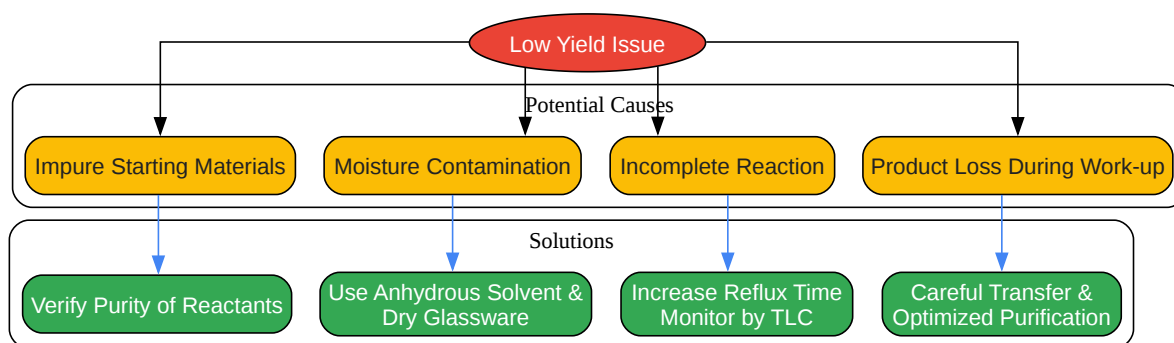 Low Yield Issue
Potential Causes
Impure Starting Materials
Moisture Contamination
Incomplete Reaction
Product Loss During Work-up
Solutions
Verify Purity of Reactants
Use Anhydrous Solvent &
Dry Glassware
Increase Reflux Time
Monitor by TLC
Careful Transfer &
Optimized Purification